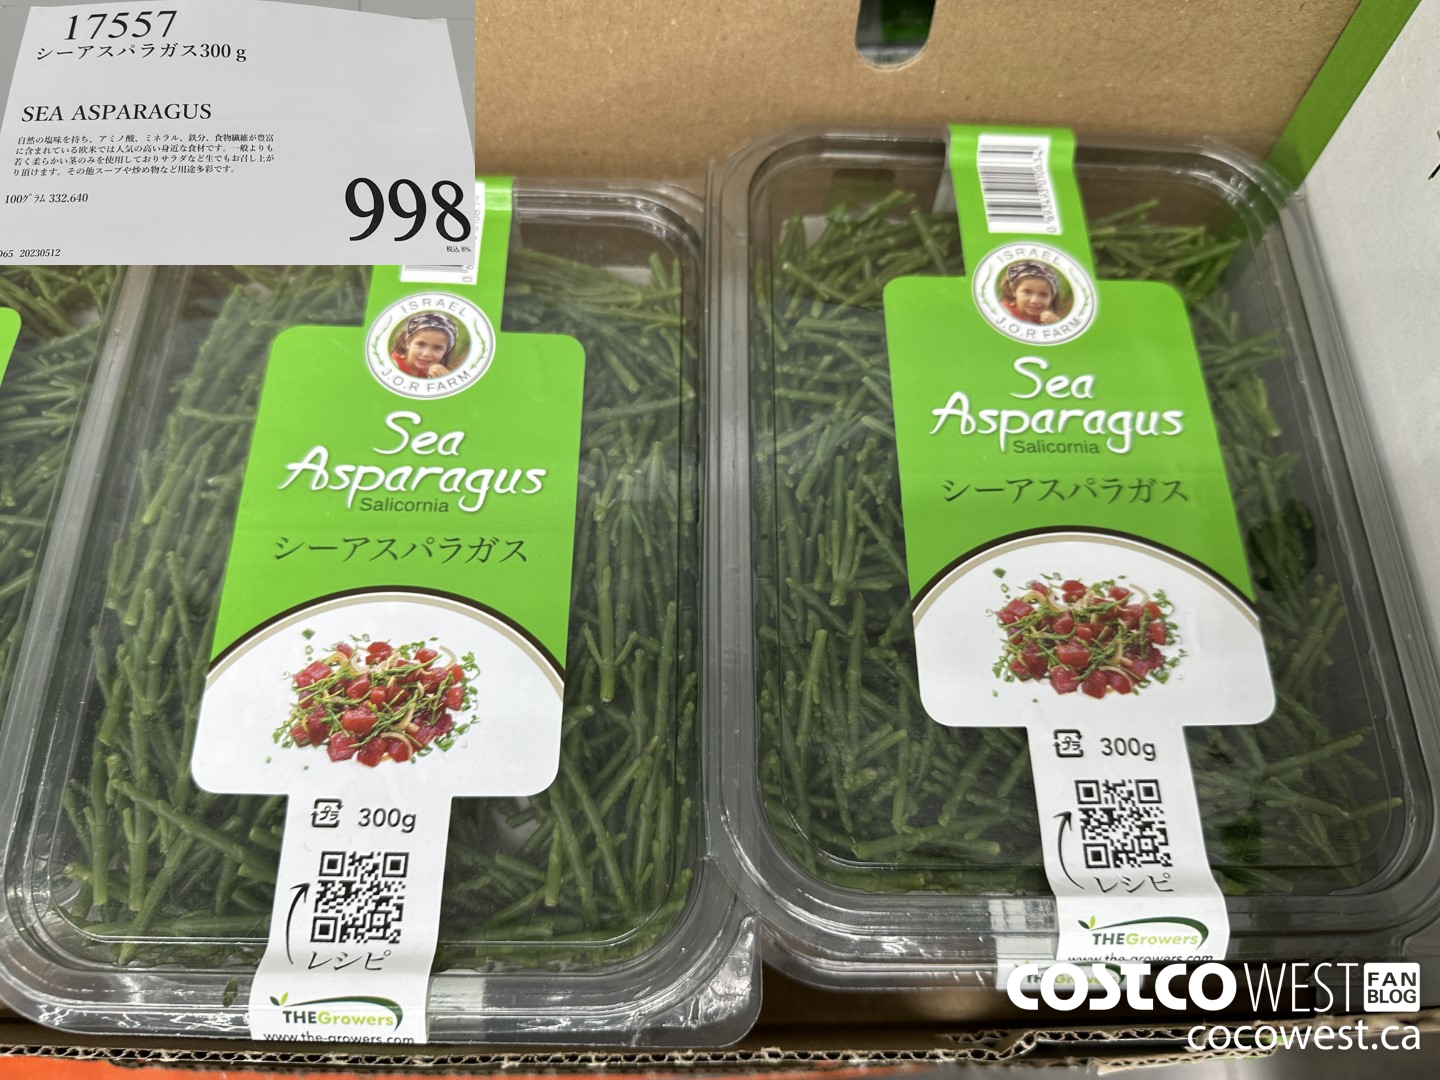 17557
シーアスパラガス300 g
SEA ASPARAGUS
自然の塩味を持ち、アミノ酸、ミネラル、鉄分、食物繊維が豊富
に含まれている欧米では人気の高い身近な食材です。一般よりも
若く柔らかい茎のみを使用しておりサラダなど生でもお召し上が
り頂けます。その他スープや炒め物など用途多彩です。
100グラム 332.640
998
税込 8%
065 20230512
ISRAEL
J.O.R FARM
Sea
Asparagus
Salicornia
シーアスパラガス
プラ
300g
レシピ
THEGrowers
www.the-growers.com
ISRAEL
J.O.R FARM
Sea
Asparagus
Salicornia
シーアスパラガス
プラ
300g
レシピ
THEGrowers
www.the-growers.com
COSTCO WEST FAN
BLOG
cocowest.ca